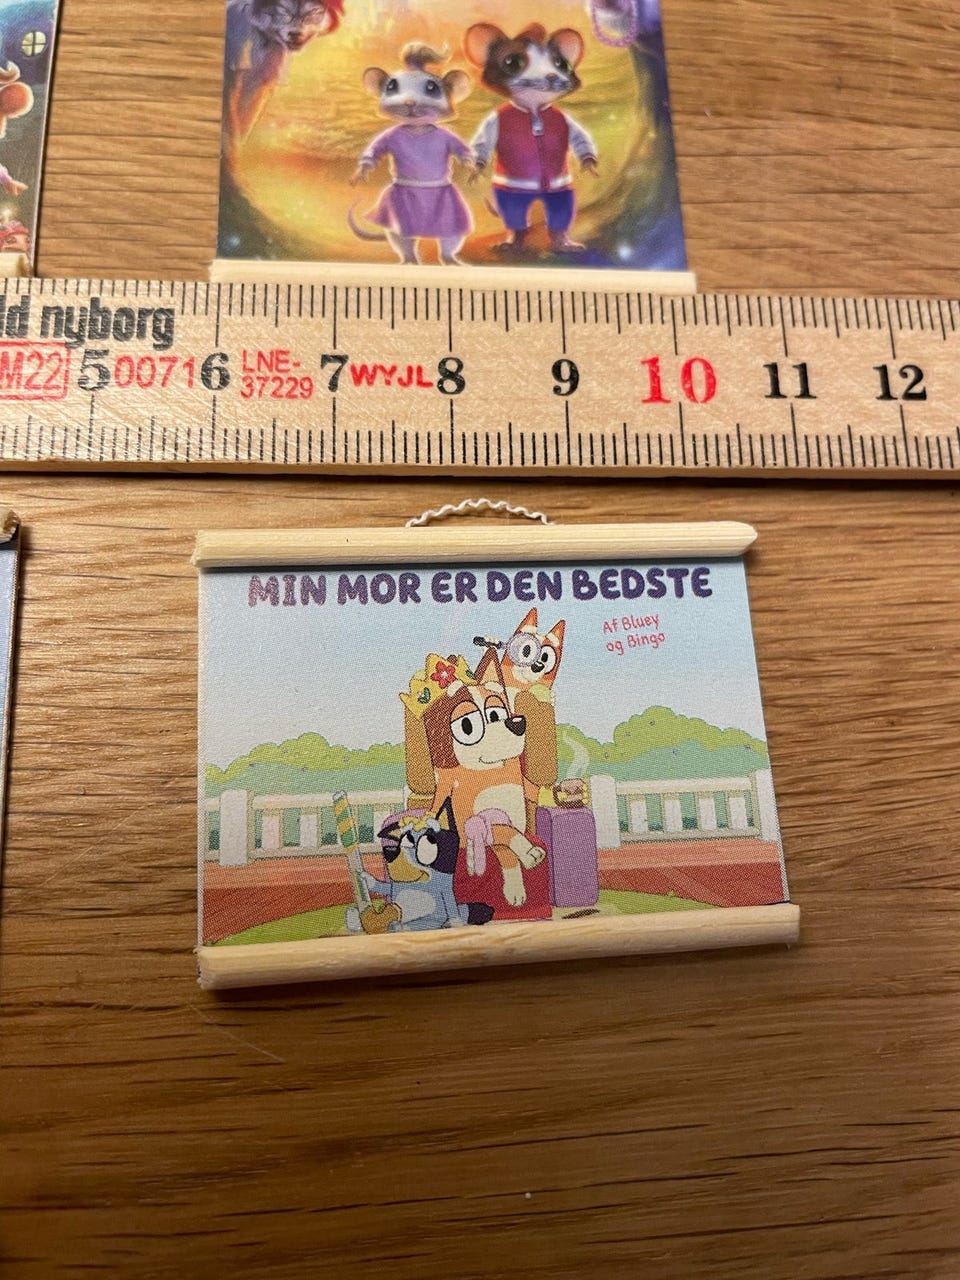 ld nyborg
M22 5 00716 LNE- 37229 7 WYJL 8 9 10 11 12
MIN MOR ER DEN BEDSTE
Af Bluey
og Bingo